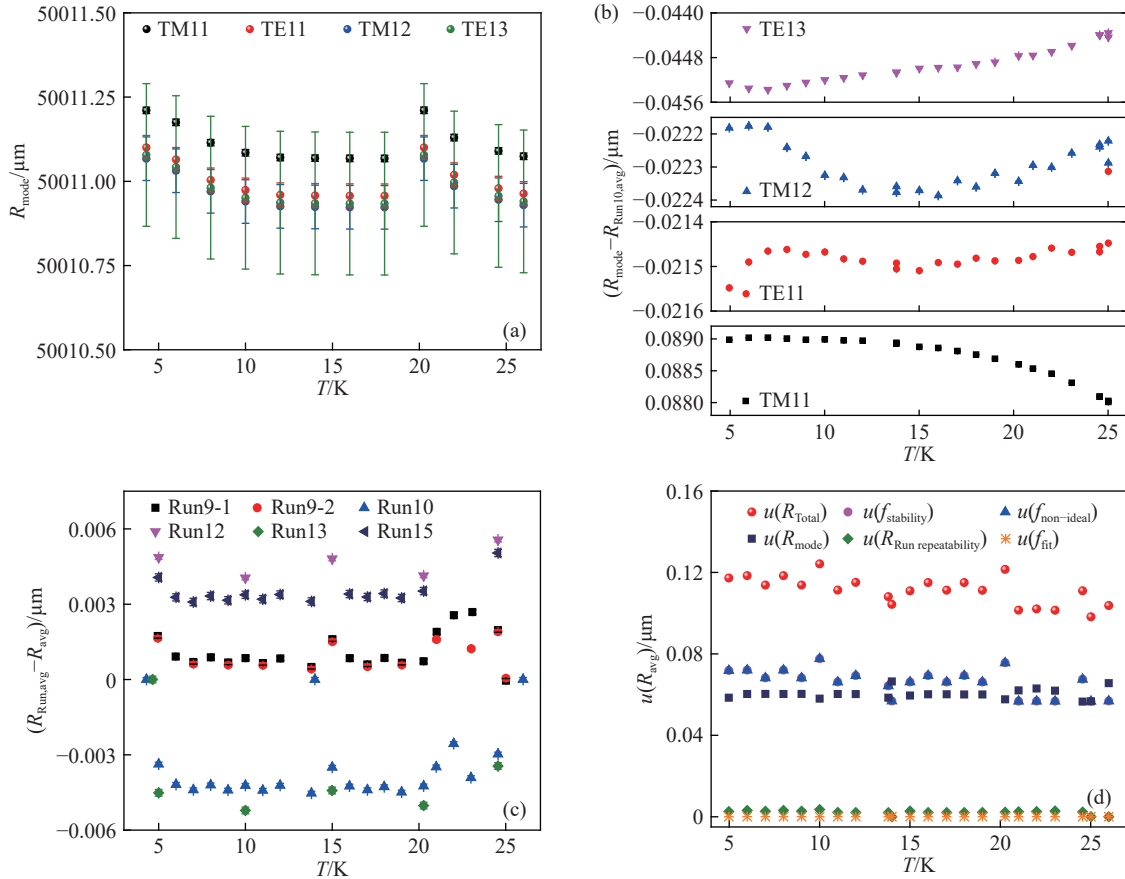 TM11 TE11 TM12 TE13
50011.50
50011.25
50011.00
50010.75
50010.50
R_mode/μm
5 10 15 20 25
T/K
(a)
(b)
−0.0440
−0.0448
−0.0456
TE13
−0.0222
−0.0223
−0.0224
TM12
−0.0214
−0.0215
−0.0216
TE11
0.0890
0.0885
0.0880
TM11
(R_mode−R_Run10,avg)/μm
5 10 15 20 25
T/K
Run9-1 Run9-2 Run10
Run12 Run13 Run15
0.006
0.003
0
−0.003
−0.006
(R_Run,avg−R_avg)/μm
5 10 15 20 25
T/K
(c)
u(R_Total) u(f_stability) u(f_non−ideal)
u(R_mode) u(R_Run repeatability) u(f_fit)
0.16
0.12
0.08
0.04
0
u(R_avg)/μm
5 10 15 20 25
T/K
(d)